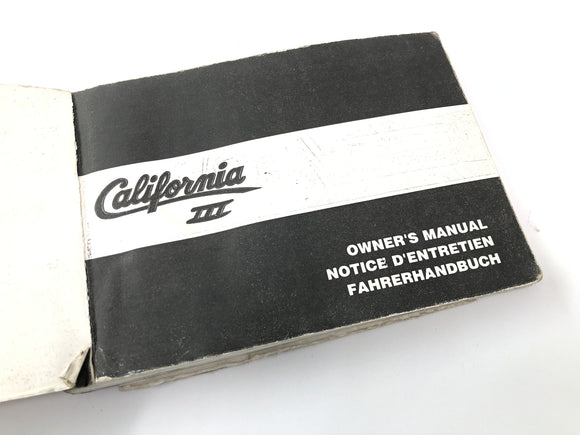 California
III
OWNER'S MANUAL
NOTICE D'ENTRETIEN
FAHRERHANDBUCH